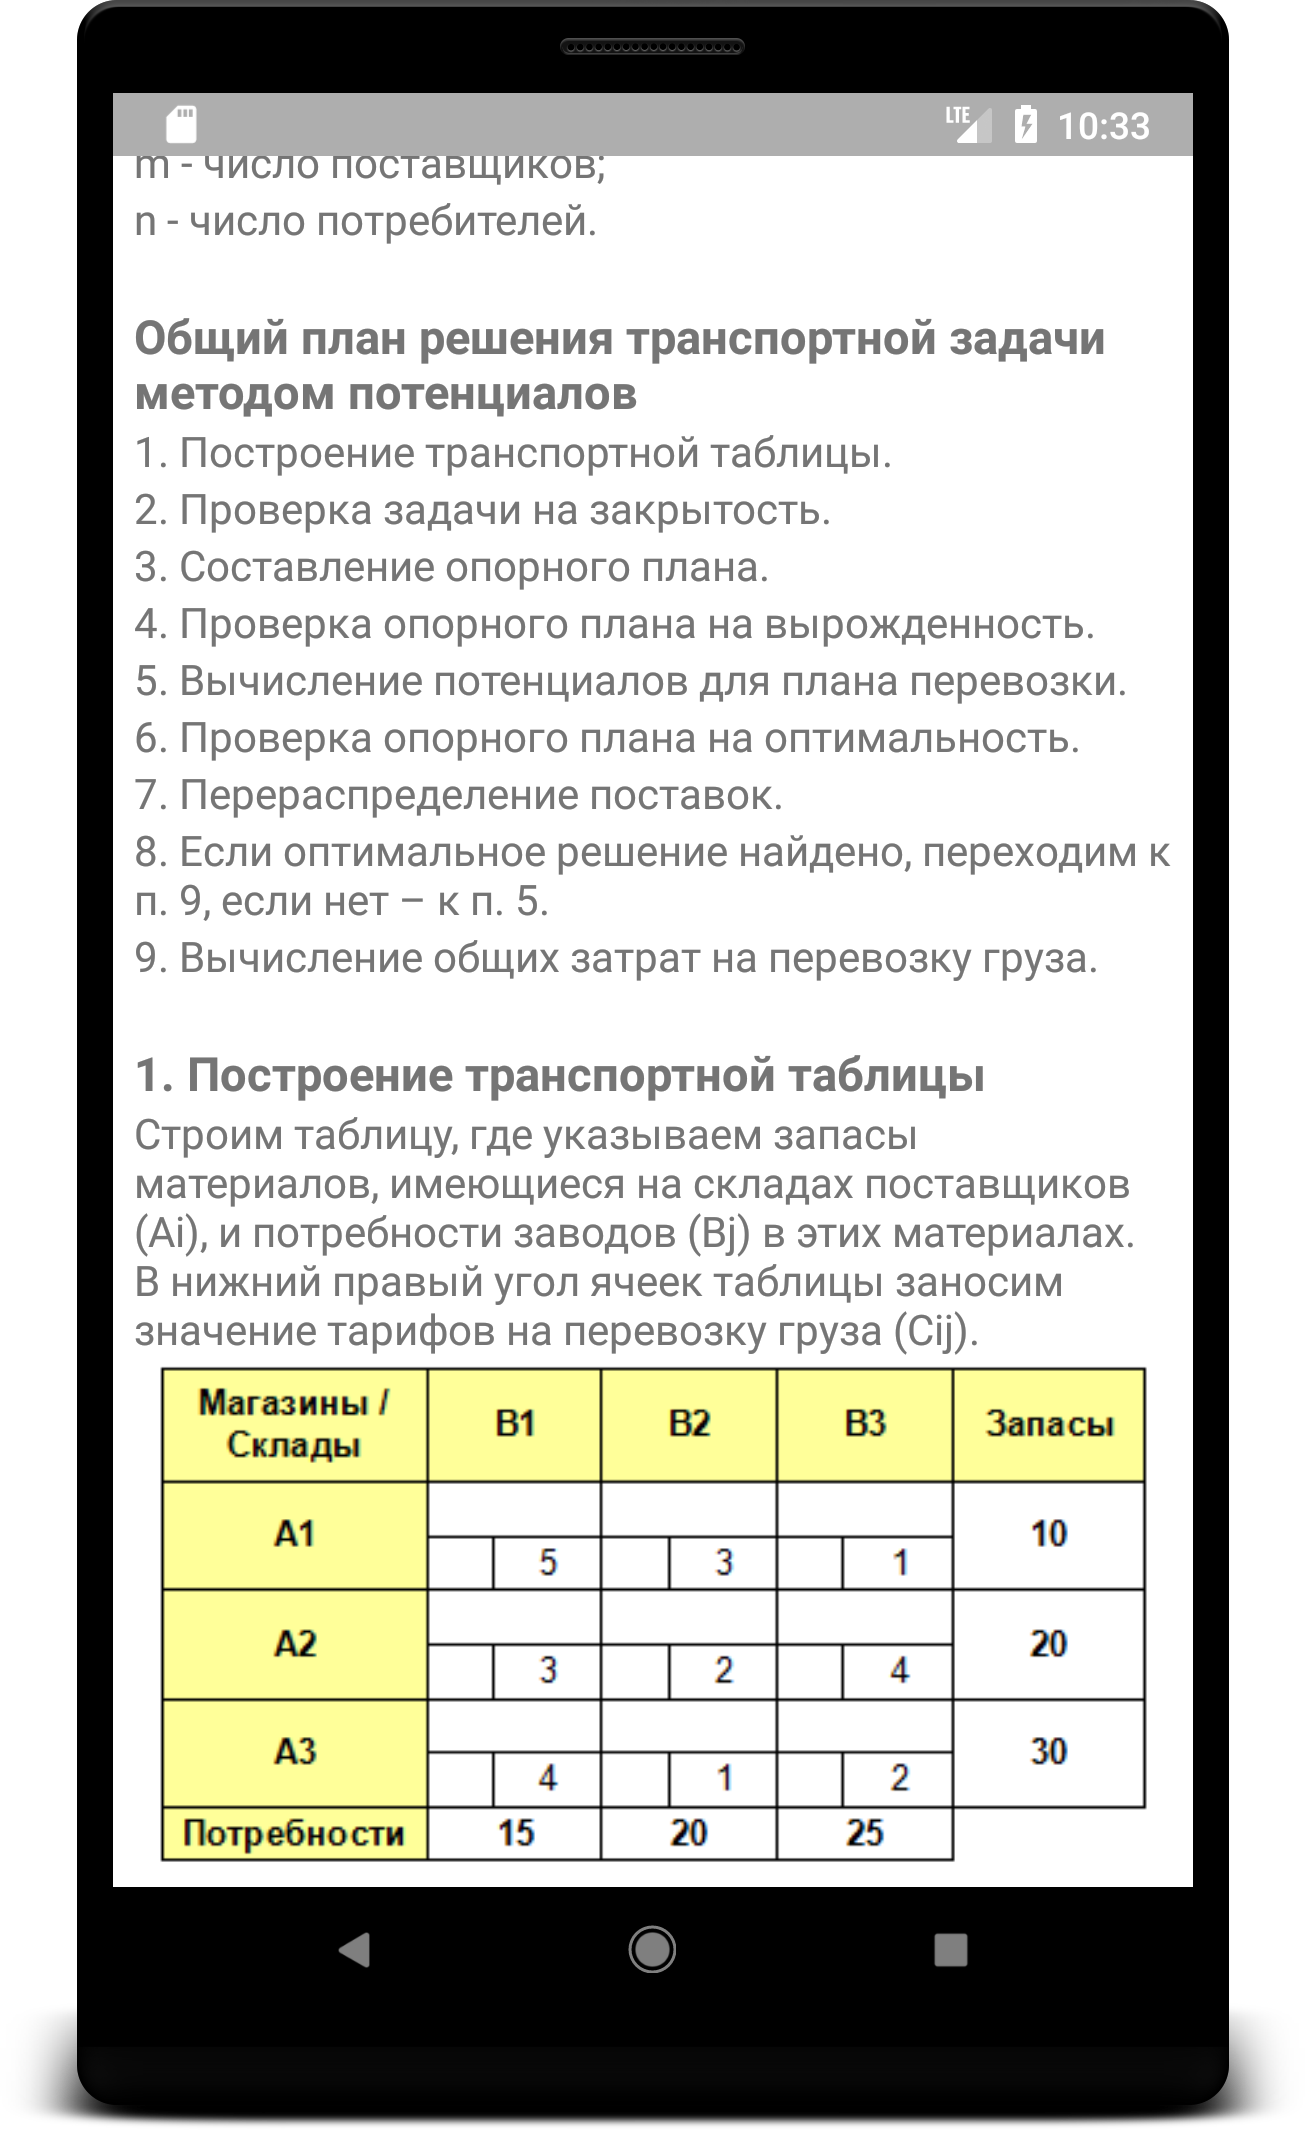 LTE 10:33
m - число поставщиков;
n - число потребителей.
Общий план решения транспортной задачи
методом потенциалов
1. Построение транспортной таблицы.
2. Проверка задачи на закрытость.
3. Составление опорного плана.
4. Проверка опорного плана на вырожденность.
5. Вычисление потенциалов для плана перевозки.
6. Проверка опорного плана на оптимальность.
7. Перераспределение поставок.
8. Если оптимальное решение найдено, переходим к
п. 9, если нет – к п. 5.
9. Вычисление общих затрат на перевозку груза.
1. Построение транспортной таблицы
Строим таблицу, где указываем запасы
материалов, имеющиеся на складах поставщиков
(Ai), и потребности заводов (Bj) в этих материалах.
В нижний правый угол ячеек таблицы заносим
значение тарифов на перевозку груза (Cij).
Магазины /
Склады B1 B2 B3 Запасы
A1 10
5 3 1
A2 20
3 2 4
A3 30
4 1 2
Потребности 15 20 25